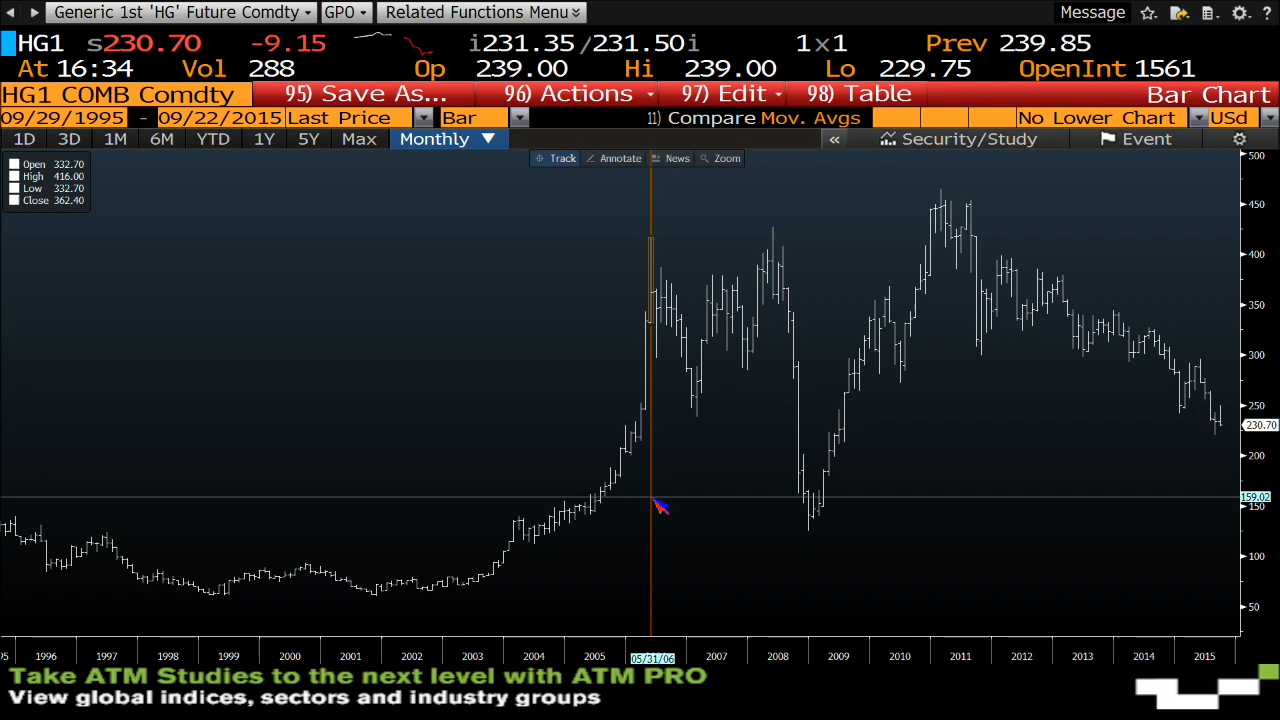 Generic 1st 'HG' Future Comdty GPO Related Functions Menu Message ?
HG1 s230.70 -9.15 i231.35/231.50i 1x1 Prev 239.85
At 16:34 Vol 288 Op 239.00 Hi 239.00 Lo 229.75 OpenInt 1561
HG1 COMB Comdty 95) Save As... 96) Actions 97) Edit 98) Table Bar Chart
09/29/1995 - 09/22/2015 Last Price Bar 11) Compare Mov. Avgs No Lower Chart USd
1D 3D 1M 6M YTD 1Y 5Y Max Monthly ▼ « Security/Study Event
Track Annotate News Zoom
Open 332.70
High 416.00
Low 332.70
Close 362.40
500
450
400
350
300
250
230.70
200
159.02
150
100
50
95 1996 1997 1998 1999 2000 2001 2002 2003 2004 2005 05/31/06 2007 2008 2009 2010 2011 2012 2013 2014 2015
Take ATM Studies to the next level with ATM PRO
View global indices, sectors and industry groups